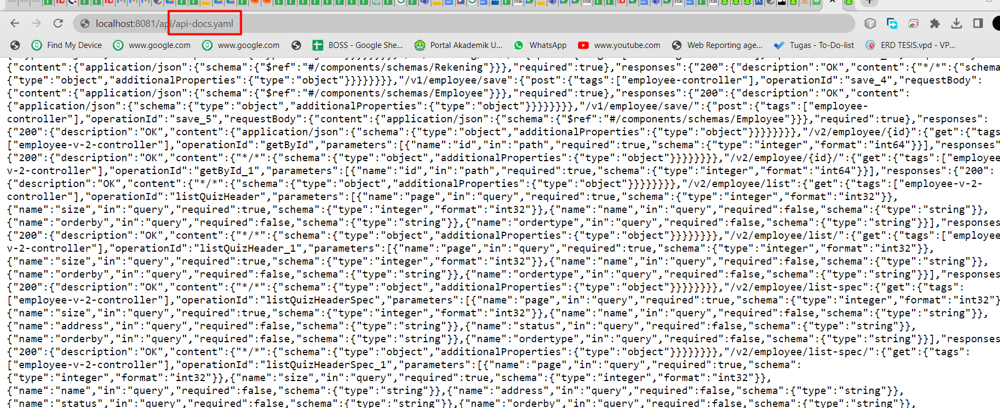 localhost:8081/api/api-docs.yaml
Find My Device
www.google.com
www.google.com
BOSS - Google She...
Portal Akademik U...
WhatsApp
www.youtube.com
Web Reporting age...
Tugas - To-Do-list
ERD TESIS.vpd - VP...
{"content":{"application/json":{"schema":{"$ref":"#/components/schemas/Rekening"}}},"required":true},"responses":{"200":{"description":"OK","content":{"*/*":{"schema
{"type":"object","additionalProperties":{"type":"object"}}}}}}}},"/v1/employee/save":{"post":{"tags":["employee-controller"],"operationId":"save_4","requestBody":
{"content":{"application/json":{"schema":{"$ref":"#/components/schemas/Employee"}}},"required":true},"responses":{"200":{"description":"OK","content":
{"application/json":{"schema":{"type":"object","additionalProperties":{"type":"object"}}}}}}}},"/v1/employee/save/":{"post":{"tags":["employee-
controller"],"operationId":"save_5","requestBody":{"content":{"application/json":{"schema":{"$ref":"#/components/schemas/Employee"}}},"required":true},"responses":
{"200":{"description":"OK","content":{"application/json":{"schema":{"type":"object","additionalProperties":{"type":"object"}}}}}}}},"/v2/employee/{id}":{"get":{"tags
["employee-v-2-controller"],"operationId":"getById","parameters":[{"name":"id","in":"path","required":true,"schema":{"type":"integer","format":"int64"}}],"responses"
{"200":{"description":"OK","content":{"*/*":{"schema":{"type":"object","additionalProperties":{"type":"object"}}}}}}}},"/v2/employee/{id}/":{"get":{"tags":["employee
v-2-controller"],"operationId":"getById_1","parameters":[{"name":"id","in":"path","required":true,"schema":{"type":"integer","format":"int64"}}],"responses":{"200":
{"description":"OK","content":{"*/*":{"schema":{"type":"object","additionalProperties":{"type":"object"}}}}}}}},"/v2/employee/list":{"get":{"tags":["employee-v-2-
controller"],"operationId":"listQuizHeader","parameters":[{"name":"page","in":"query","required":true,"schema":{"type":"integer","format":"int32"}},
{"name":"size","in":"query","required":true,"schema":{"type":"integer","format":"int32"}},{"name":"name","in":"query","required":false,"schema":{"type":"string"}},
{"name":"orderby","in":"query","required":false,"schema":{"type":"string"}},{"name":"ordertype","in":"query","required":false,"schema":{"type":"string"}}],"responses
{"200":{"description":"OK","content":{"*/*":{"schema":{"type":"object","additionalProperties":{"type":"object"}}}}}}}},"/v2/employee/list/":{"get":{"tags":["employee
v-2-controller"],"operationId":"listQuizHeader_1","parameters":[{"name":"page","in":"query","required":true,"schema":{"type":"integer","format":"int32"}},
{"name":"size","in":"query","required":true,"schema":{"type":"integer","format":"int32"}},{"name":"name","in":"query","required":false,"schema":{"type":"string"}},
{"name":"orderby","in":"query","required":false,"schema":{"type":"string"}},{"name":"ordertype","in":"query","required":false,"schema":{"type":"string"}}],"responses
{"200":{"description":"OK","content":{"*/*":{"schema":{"type":"object","additionalProperties":{"type":"object"}}}}}}}},"/v2/employee/list-spec":{"get":{"tags":
["employee-v-2-controller"],"operationId":"listQuizHeaderSpec","parameters":[{"name":"page","in":"query","required":true,"schema":{"type":"integer","format":"int32"}
{"name":"size","in":"query","required":true,"schema":{"type":"integer","format":"int32"}},{"name":"name","in":"query","required":false,"schema":{"type":"string"}},
{"name":"address","in":"query","required":false,"schema":{"type":"string"}},{"name":"status","in":"query","required":false,"schema":{"type":"string"}},
{"name":"orderby","in":"query","required":false,"schema":{"type":"string"}},{"name":"ordertype","in":"query","required":false,"schema":{"type":"string"}}],"responses
{"200":{"description":"OK","content":{"*/*":{"schema":{"type":"object","additionalProperties":{"type":"object"}}}}}}}},"/v2/employee/list-spec/":{"get":{"tags":
["employee-v-2-controller"],"operationId":"listQuizHeaderSpec_1","parameters":[{"name":"page","in":"query","required":true,"schema":
{"type":"integer","format":"int32"}},{"name":"size","in":"query","required":true,"schema":{"type":"integer","format":"int32"}},
{"name":"name","in":"query","required":false,"schema":{"type":"string"}},{"name":"address","in":"query","required":false,"schema":{"type":"string"}},
{"name":"status","in":"query","required":false,"schema":{"type":"string"}},{"name":"orderby","in":"query","required":false,"schema":{"type":"string"}},